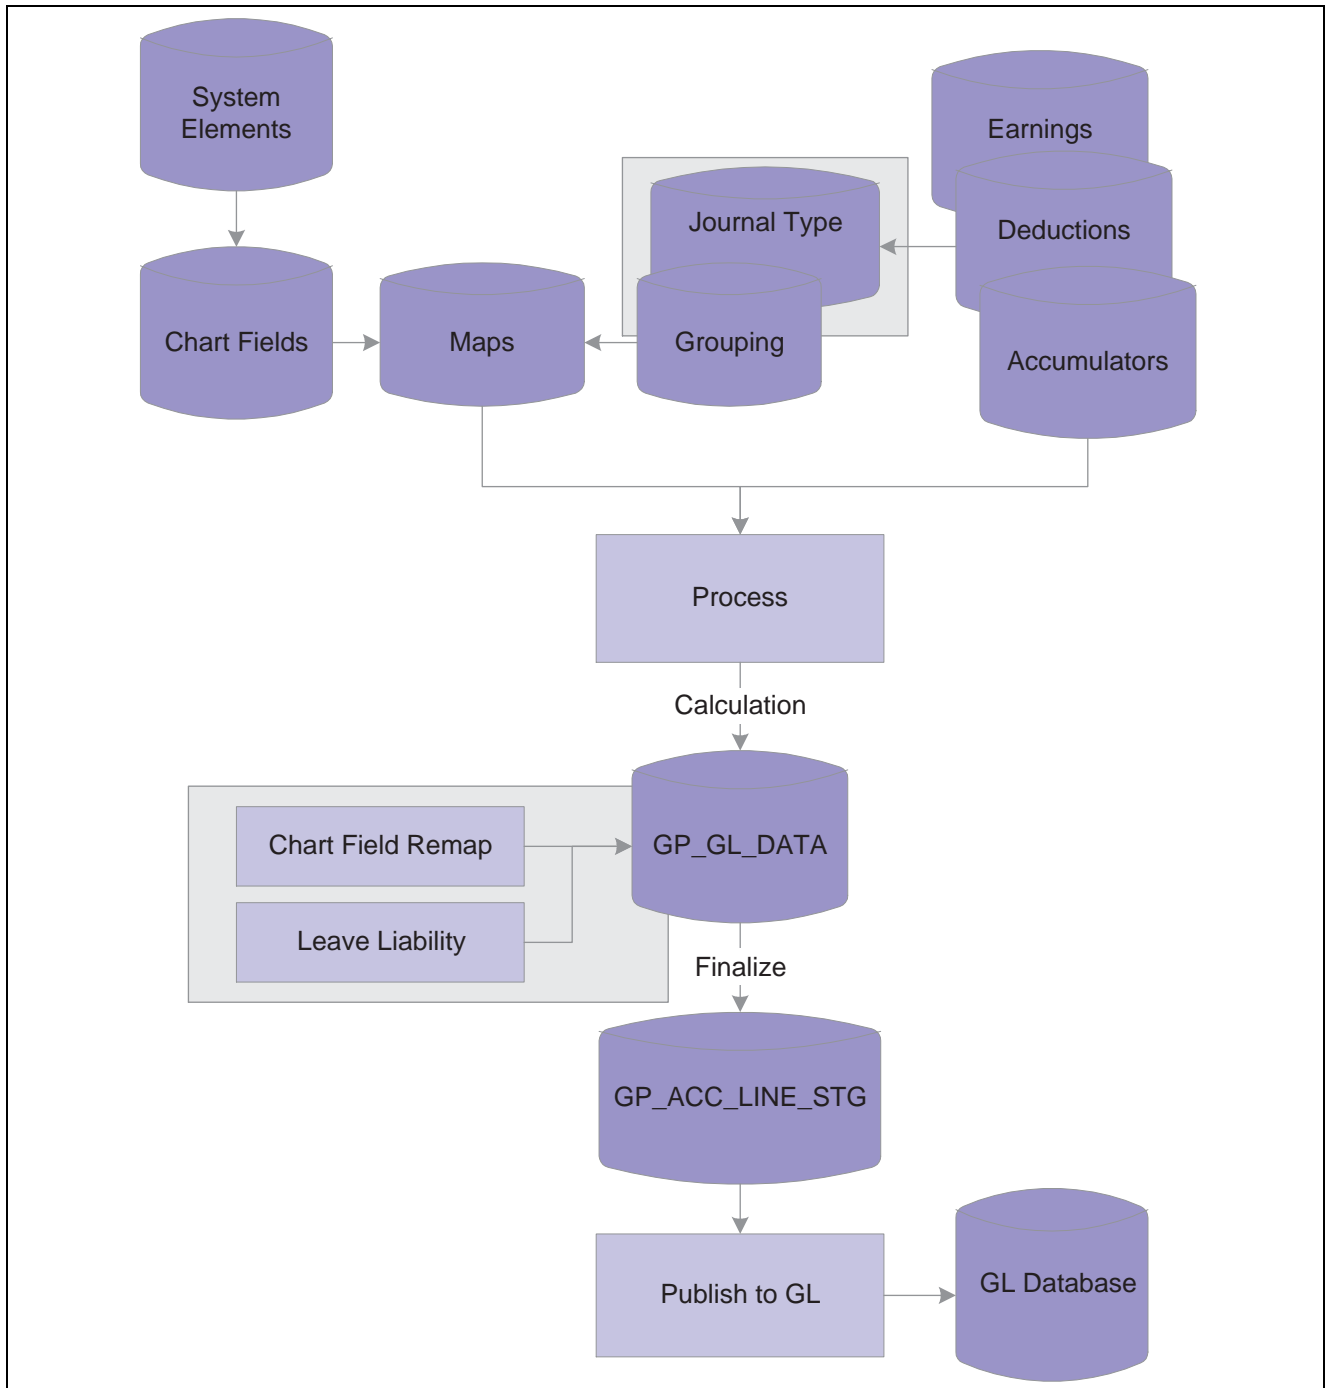 System
Elements
Earnings
Journal Type
Deductions
Chart Fields
Maps
Grouping
Accumulators
Process
Calculation
Chart Field Remap
GP_GL_DATA
Leave Liability
Finalize
GP_ACC_LINE_STG
Publish to GL
GL Database